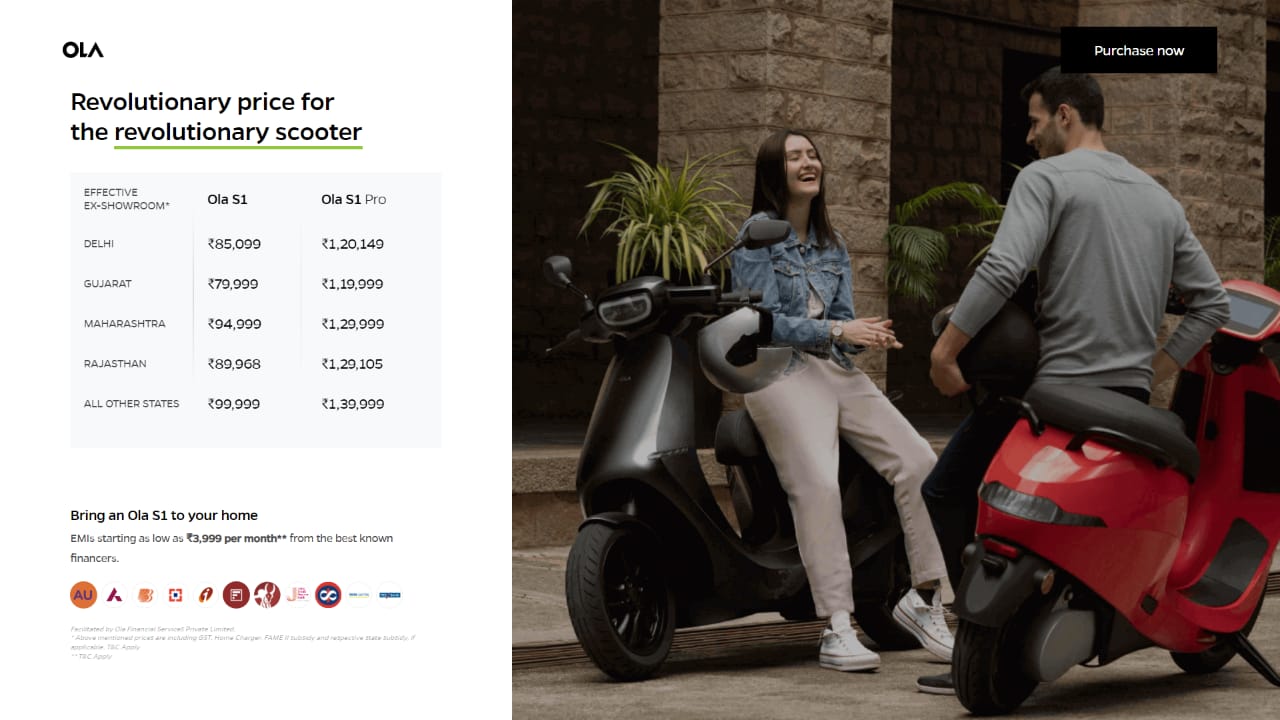 OLA
Purchase now
Revolutionary price for
the revolutionary scooter
EFFECTIVE
EX-SHOWROOM* Ola S1 Ola S1 Pro
DELHI ₹85,099 ₹1,20,149
GUJARAT ₹79,999 ₹1,19,999
MAHARASHTRA ₹94,999 ₹1,29,999
RAJASTHAN ₹89,968 ₹1,29,105
ALL OTHER STATES ₹99,999 ₹1,39,999
Bring an Ola S1 to your home
EMIs starting as low as ₹3,999 per month** from the best known
financers.
AU
Facilitated by Ola Financial Services Private Limited.
* Above mentioned prices are including GST, Home Charger, FAME II subsidy and respective state subsidy, if
applicable. T&C Apply
** T&C Apply